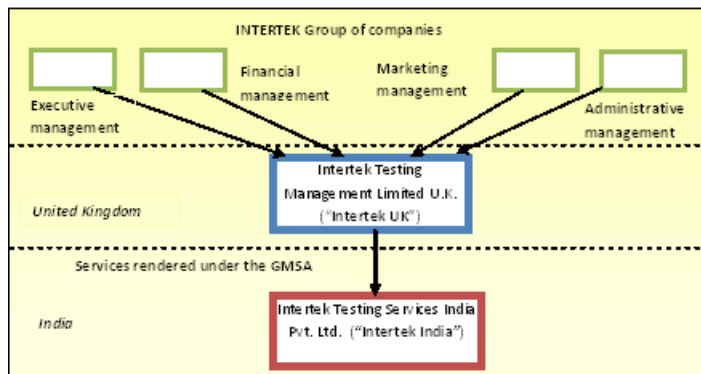 INTERTEK Group of companies
Executive
management
Financial
management
Marketing
management
Administrative
management
Intertek Testing
Management Limited U.K.
("Intertek UK")
United Kingdom
Services rendered under the GMSA
Intertek Testing Services India
Pvt. Ltd. ("Intertek India")
India